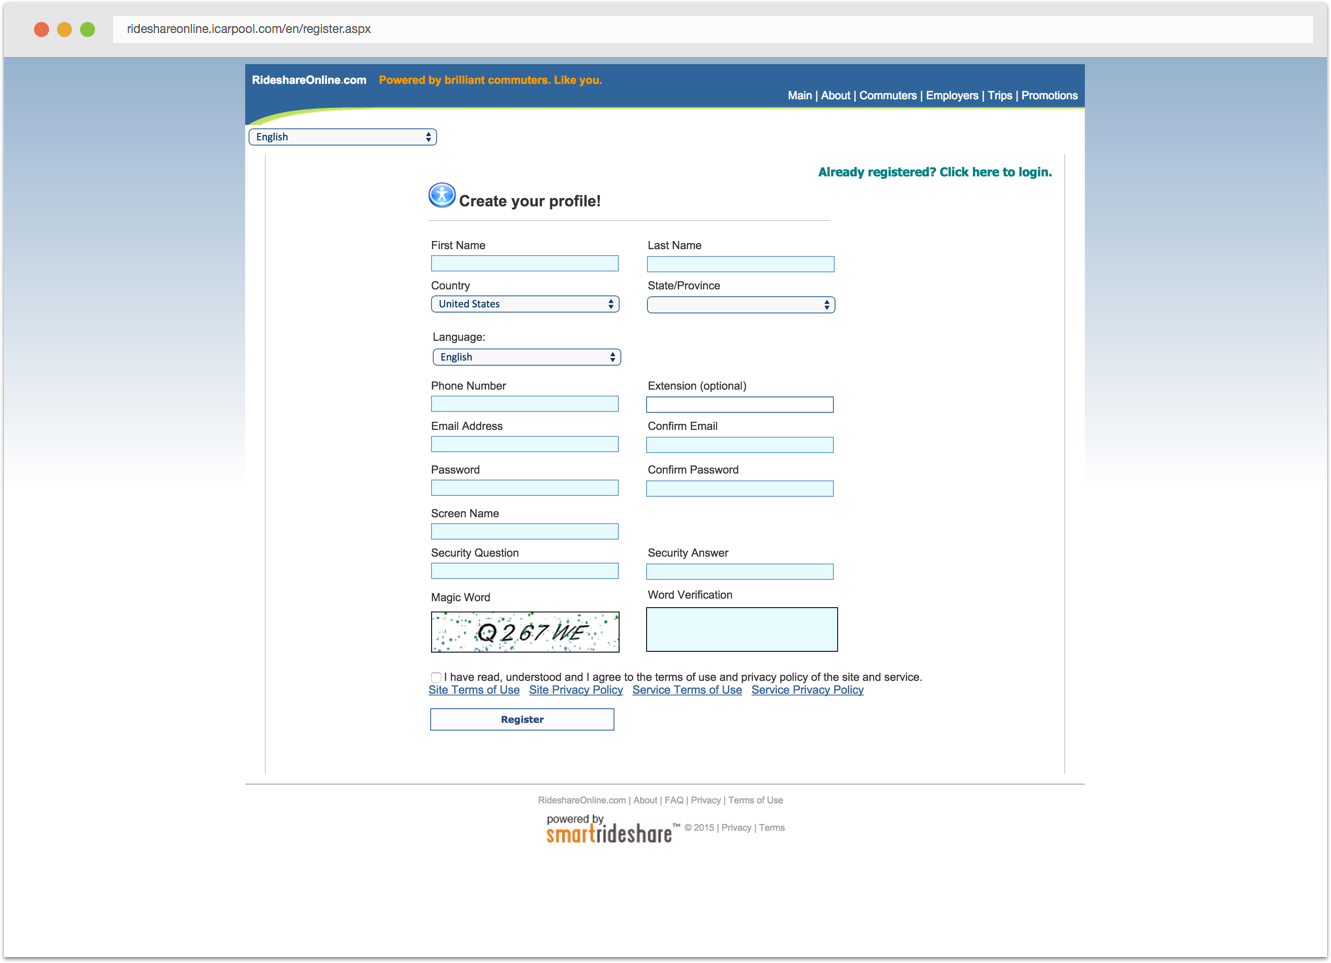 rideshareonline.icarpool.com/en/register.aspx
RideshareOnline.com Powered by brilliant commuters. Like you.
Main | About | Commuters | Employers | Trips | Promotions
English
Already registered? Click here to login.
Create your profile!
First Name Last Name
Country State/Province
United States
Language:
English
Phone Number Extension (optional)
Email Address Confirm Email
Password Confirm Password
Screen Name
Security Question Security Answer
Magic Word Word Verification
Q267WE
I have read, understood and I agree to the terms of use and privacy policy of the site and service.
Site Terms of Use Site Privacy Policy Service Terms of Use Service Privacy Policy
Register
RideshareOnline.com | About | FAQ | Privacy | Terms of Use
powered by
smartrideshare™ © 2015 | Privacy | Terms